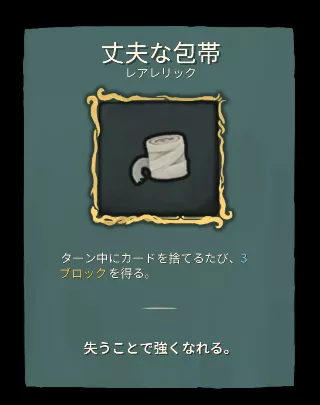 丈夫な包帯
レアレリック
ターン中にカードを捨てるたび、3
ブロックを得る。
失うことで強くなれる。